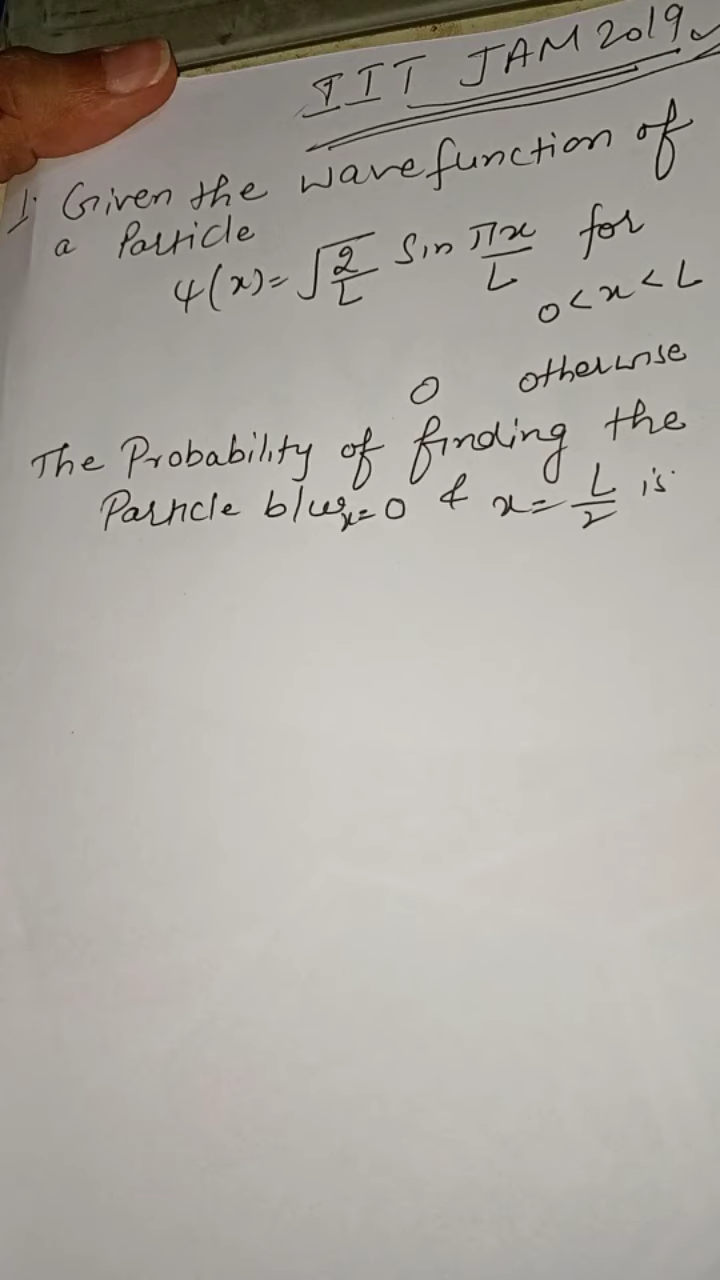 IIT JAM 2019
1. Given the wavefunction of
a Particle
ψ(x)= √2/L Sin πx/L for
0<x<L
0 otherwise
The Probability of finding the
Particle b/w x=0 & x= L/2 is